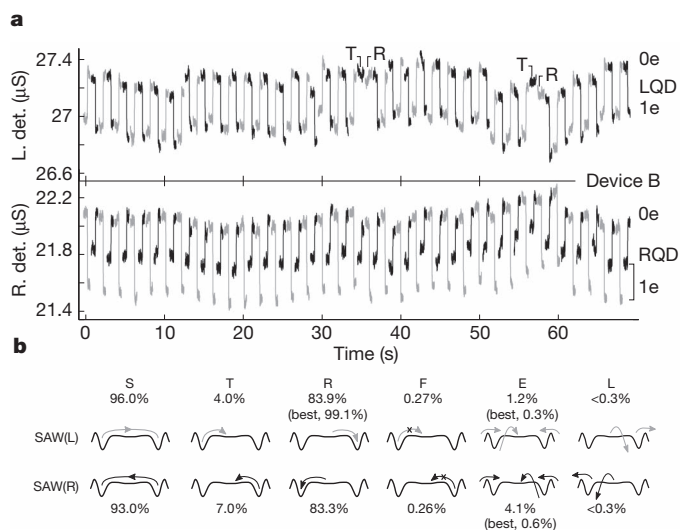 a
27.4
27
26.6
L. det. (µS)
T R
T R
0e
LQD
1e
Device B
22.2
21.8
21.4
R. det. (µS)
0e
RQD
1e
0 10 20 30 40 50 60
Time (s)
b
S T R F E L
96.0% 4.0% 83.9% 0.27% 1.2% <0.3%
(best, 99.1%) (best, 0.3%)
SAW(L)
SAW(R)
93.0% 7.0% 83.3% 0.26% 4.1% <0.3%
(best, 0.6%)